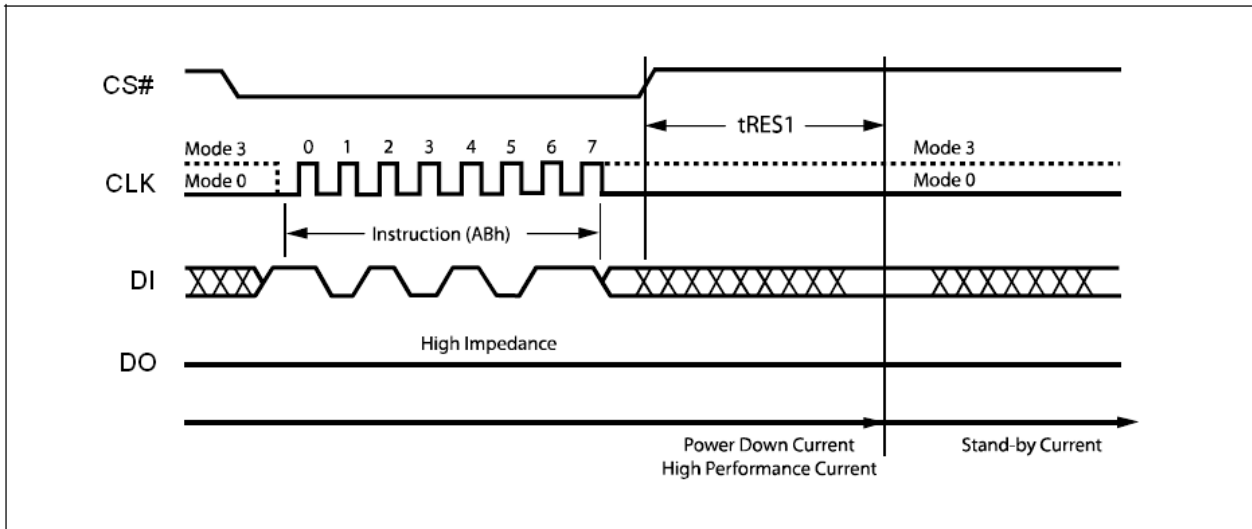 CS#
tRES1
Mode 3 0 1 2 3 4 5 6 7 Mode 3
CLK Mode 0 Mode 0
Instruction (ABh)
DI
High Impedance
DO
Power Down Current Stand-by Current
High Performance Current